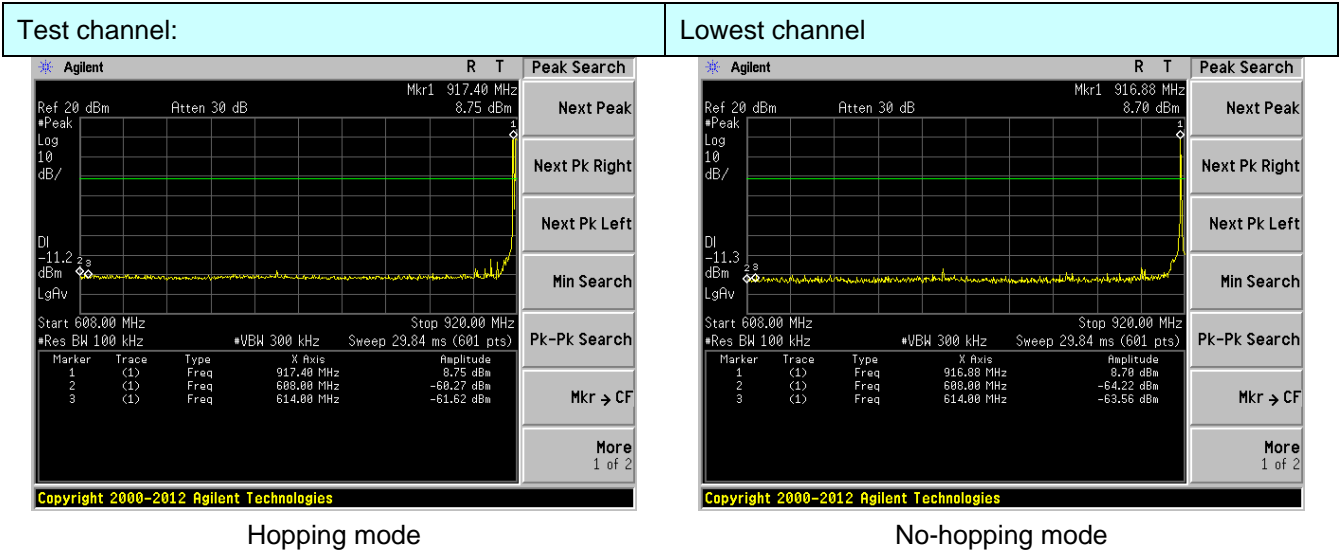 Test channel: Lowest channel
Agilent R T Peak Search
Mkr1 917.40 MHz
Ref 20 dBm Atten 30 dB 8.75 dBm
#Peak
Log
10
dB/
1
DI
-11.2
dBm
2 3
LgAv
Start 608.00 MHz Stop 920.00 MHz
#Res BW 100 kHz #VBW 300 kHz Sweep 29.84 ms (601 pts)
Marker Trace Type X Axis Amplitude
1 (1) Freq 917.40 MHz 8.75 dBm
2 (1) Freq 608.00 MHz -60.27 dBm
3 (1) Freq 614.00 MHz -61.62 dBm
Next Peak
Next Pk Right
Next Pk Left
Min Search
Pk-Pk Search
Mkr → CF
More
1 of 2
Copyright 2000-2012 Agilent Technologies
Hopping mode
Agilent R T Peak Search
Mkr1 916.88 MHz
Ref 20 dBm Atten 30 dB 8.70 dBm
#Peak
Log
10
dB/
1
DI
-11.3
dBm
2 3
LgAv
Start 608.00 MHz Stop 920.00 MHz
#Res BW 100 kHz #VBW 300 kHz Sweep 29.84 ms (601 pts)
Marker Trace Type X Axis Amplitude
1 (1) Freq 916.88 MHz 8.70 dBm
2 (1) Freq 608.00 MHz -64.22 dBm
3 (1) Freq 614.00 MHz -63.56 dBm
Next Peak
Next Pk Right
Next Pk Left
Min Search
Pk-Pk Search
Mkr → CF
More
1 of 2
Copyright 2000-2012 Agilent Technologies
No-hopping mode